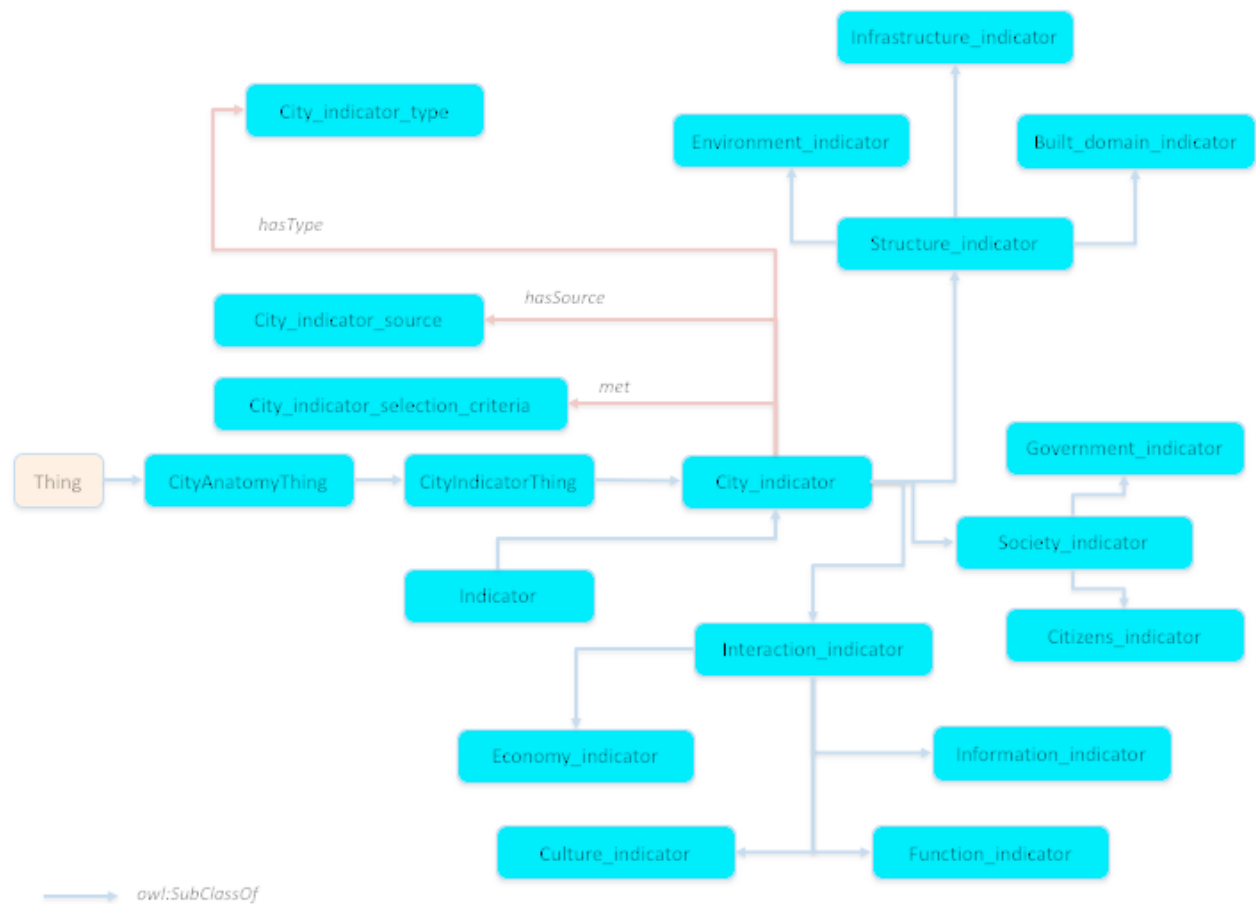 Infrastructure_indicator
City_indicator_type
Environment_indicator
Built_domain_indicator
hasType
Structure_indicator
hasSource
City_indicator_source
met
City_indicator_selection_criteria
Government_indicator
Thing
CityAnatomyThing
CityIndicatorThing
City_indicator
Society_indicator
Indicator
Citizens_indicator
Interaction_indicator
Economy_indicator
Information_indicator
Culture_indicator
Function_indicator
owl:SubClassOf